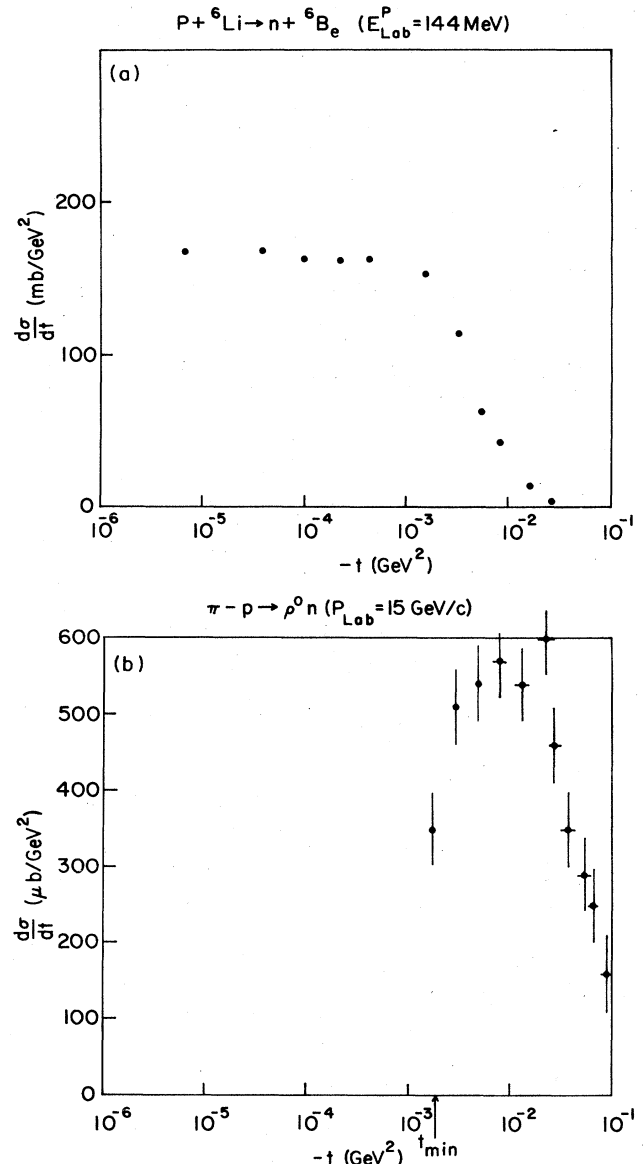 P + ⁶Li → n + ⁶Bₑ (E^P_Lab = 144 MeV)
(a)
200
100
0
dσ/dt (mb/GeV²)
10⁻⁶ 10⁻⁵ 10⁻⁴ 10⁻³ 10⁻² 10⁻¹
-t (GeV²)
π - p → ρ⁰ n (P_Lab = 15 GeV/c)
(b)
600
500
400
300
200
100
0
dσ/dt (μb/GeV²)
10⁻⁶ 10⁻⁵ 10⁻⁴ 10⁻³ 10⁻² 10⁻¹
t_min
-t (GeV²)